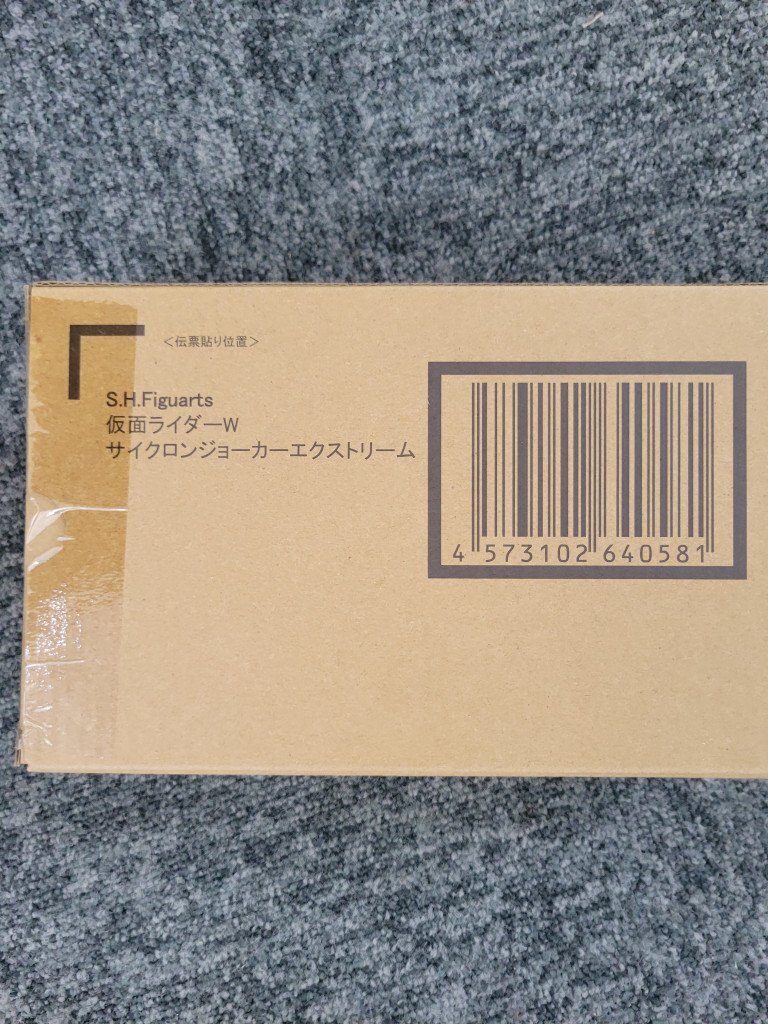 ＜伝票貼り位置＞
S.H.Figuarts
仮面ライダーW
サイクロンジョーカーエクストリーム
4 573102 640581